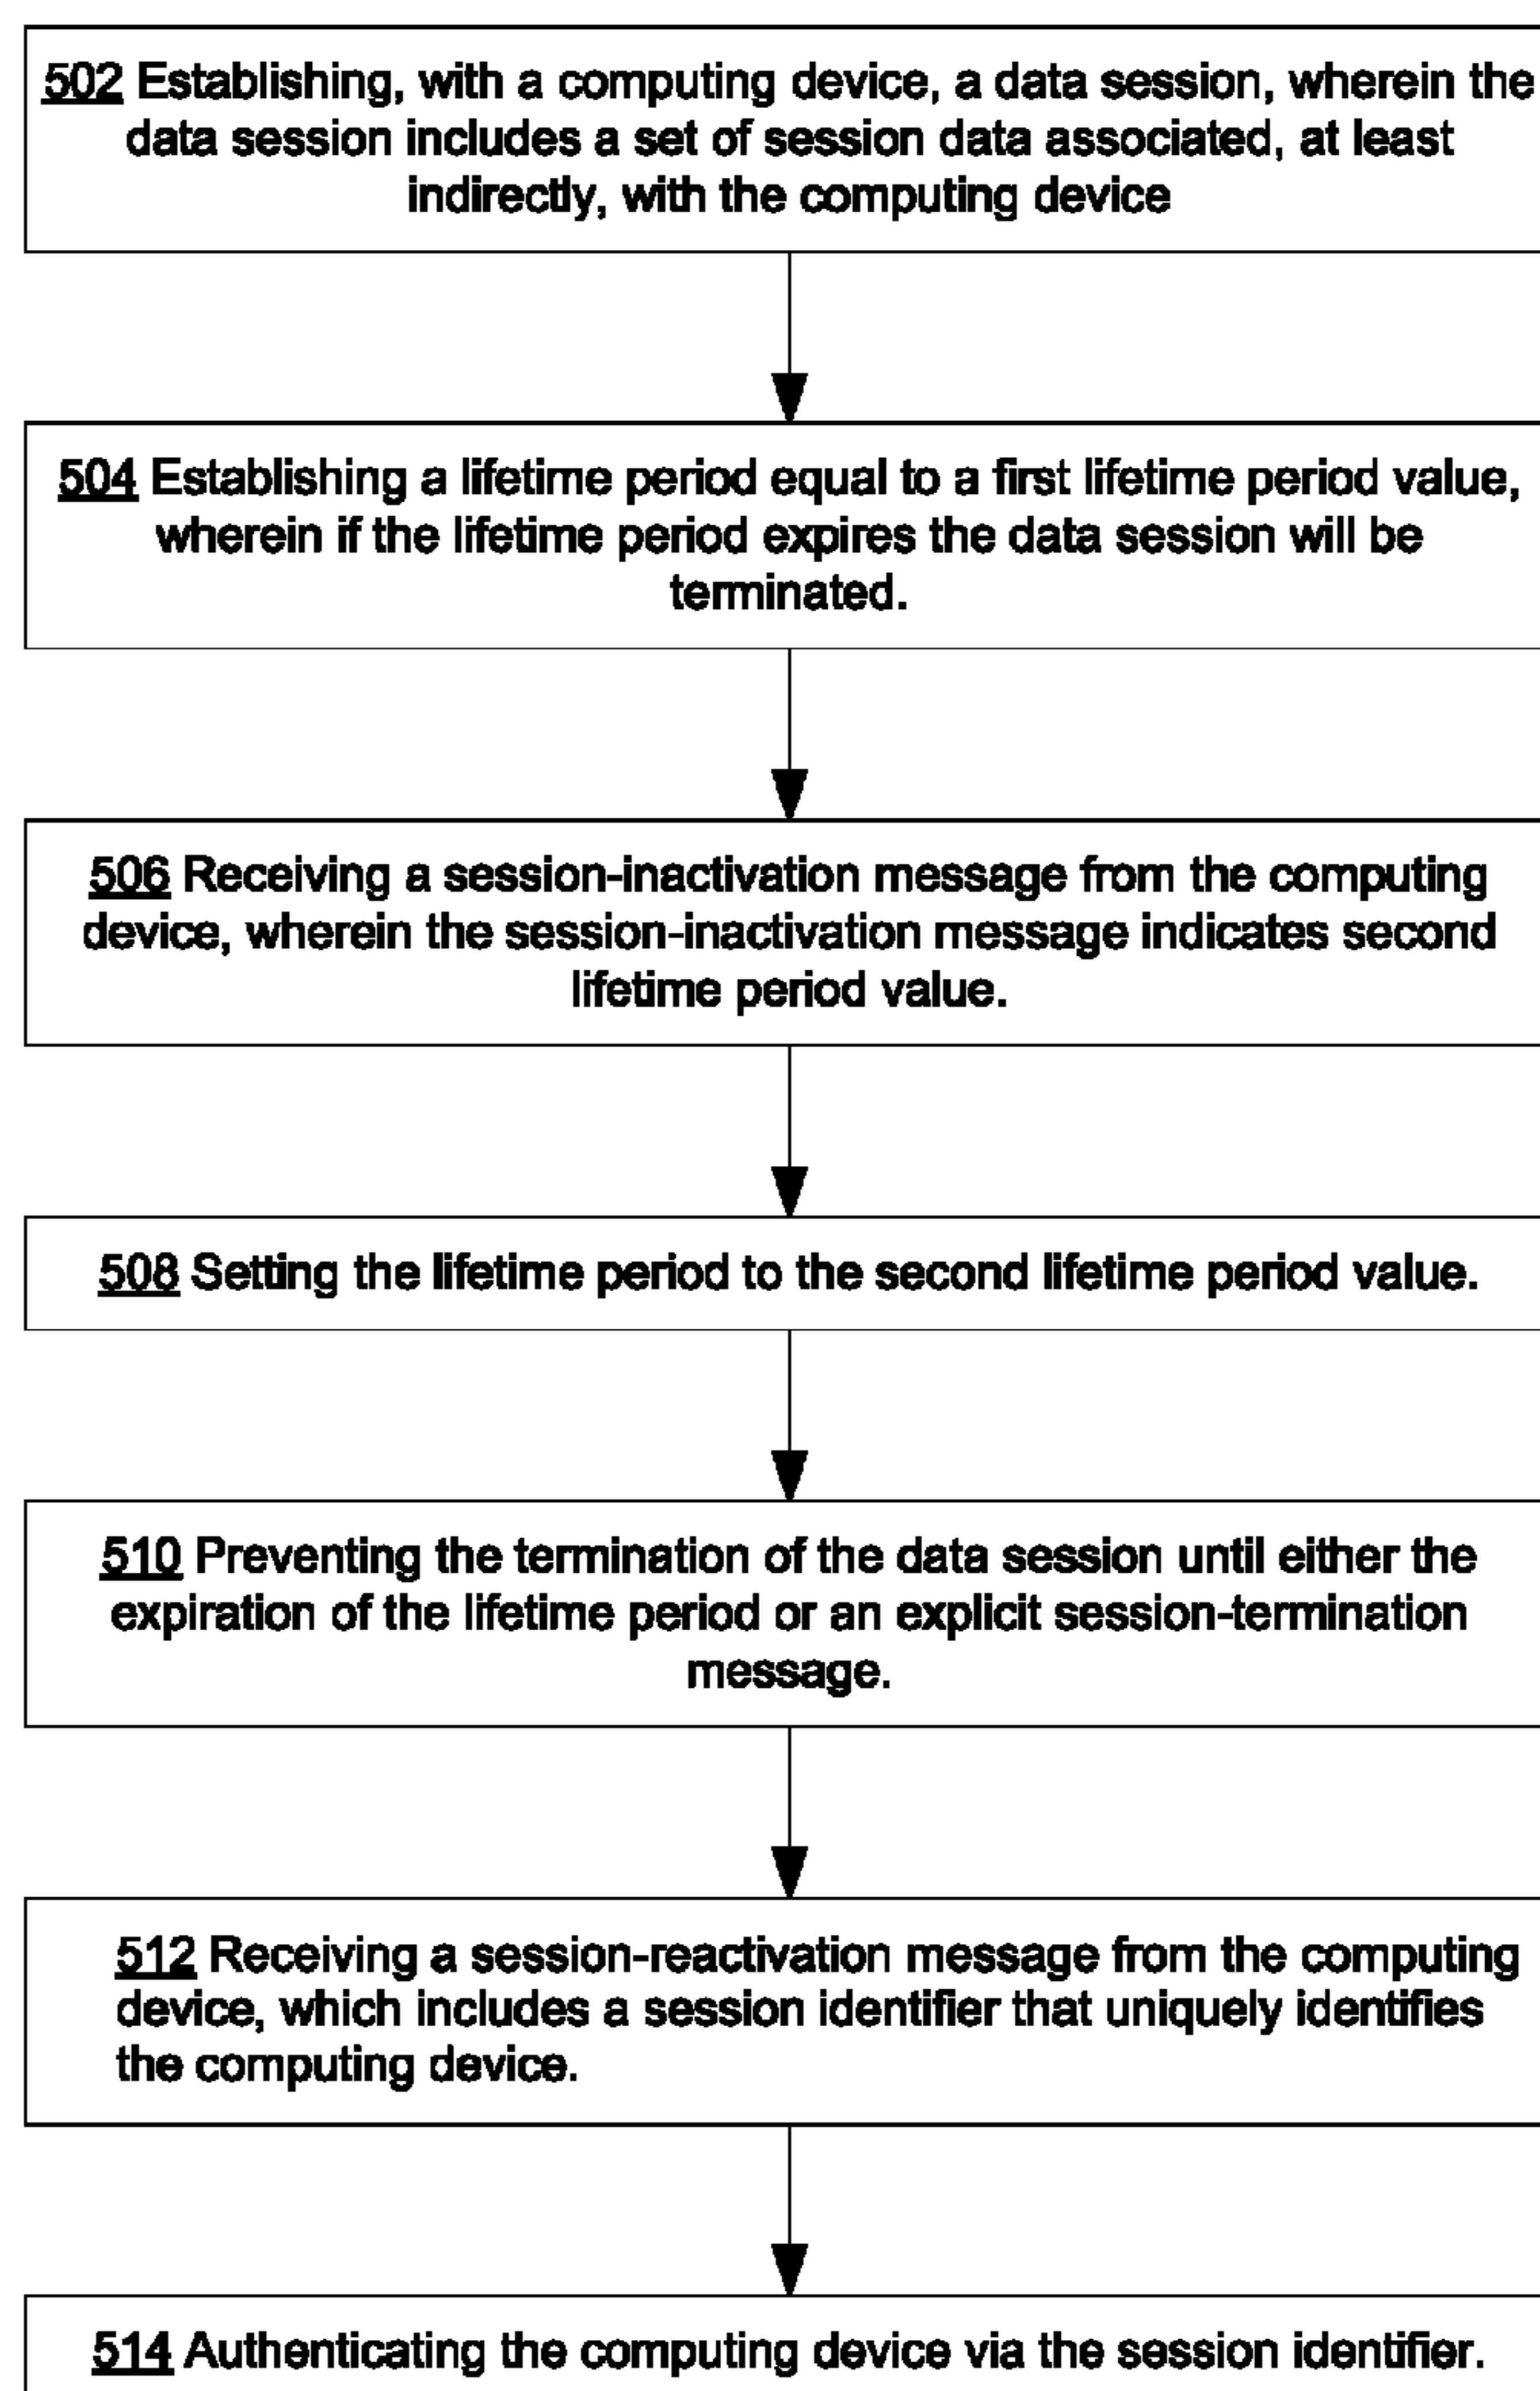 502 Establishing, with a computing device, a data session, wherein the
data session includes a set of session data associated, at least
indirectly, with the computing device
504 Establishing a lifetime period equal to a first lifetime period value,
wherein if the lifetime period expires the data session will be
terminated.
506 Receiving a session-inactivation message from the computing
device, wherein the session-inactivation message indicates second
lifetime period value.
508 Setting the lifetime period to the second lifetime period value.
510 Preventing the termination of the data session until either the
expiration of the lifetime period or an explicit session-termination
message.
512 Receiving a session-reactivation message from the computing
device, which includes a session identifier that uniquely identifies
the computing device.
514 Authenticating the computing device via the session identifier.